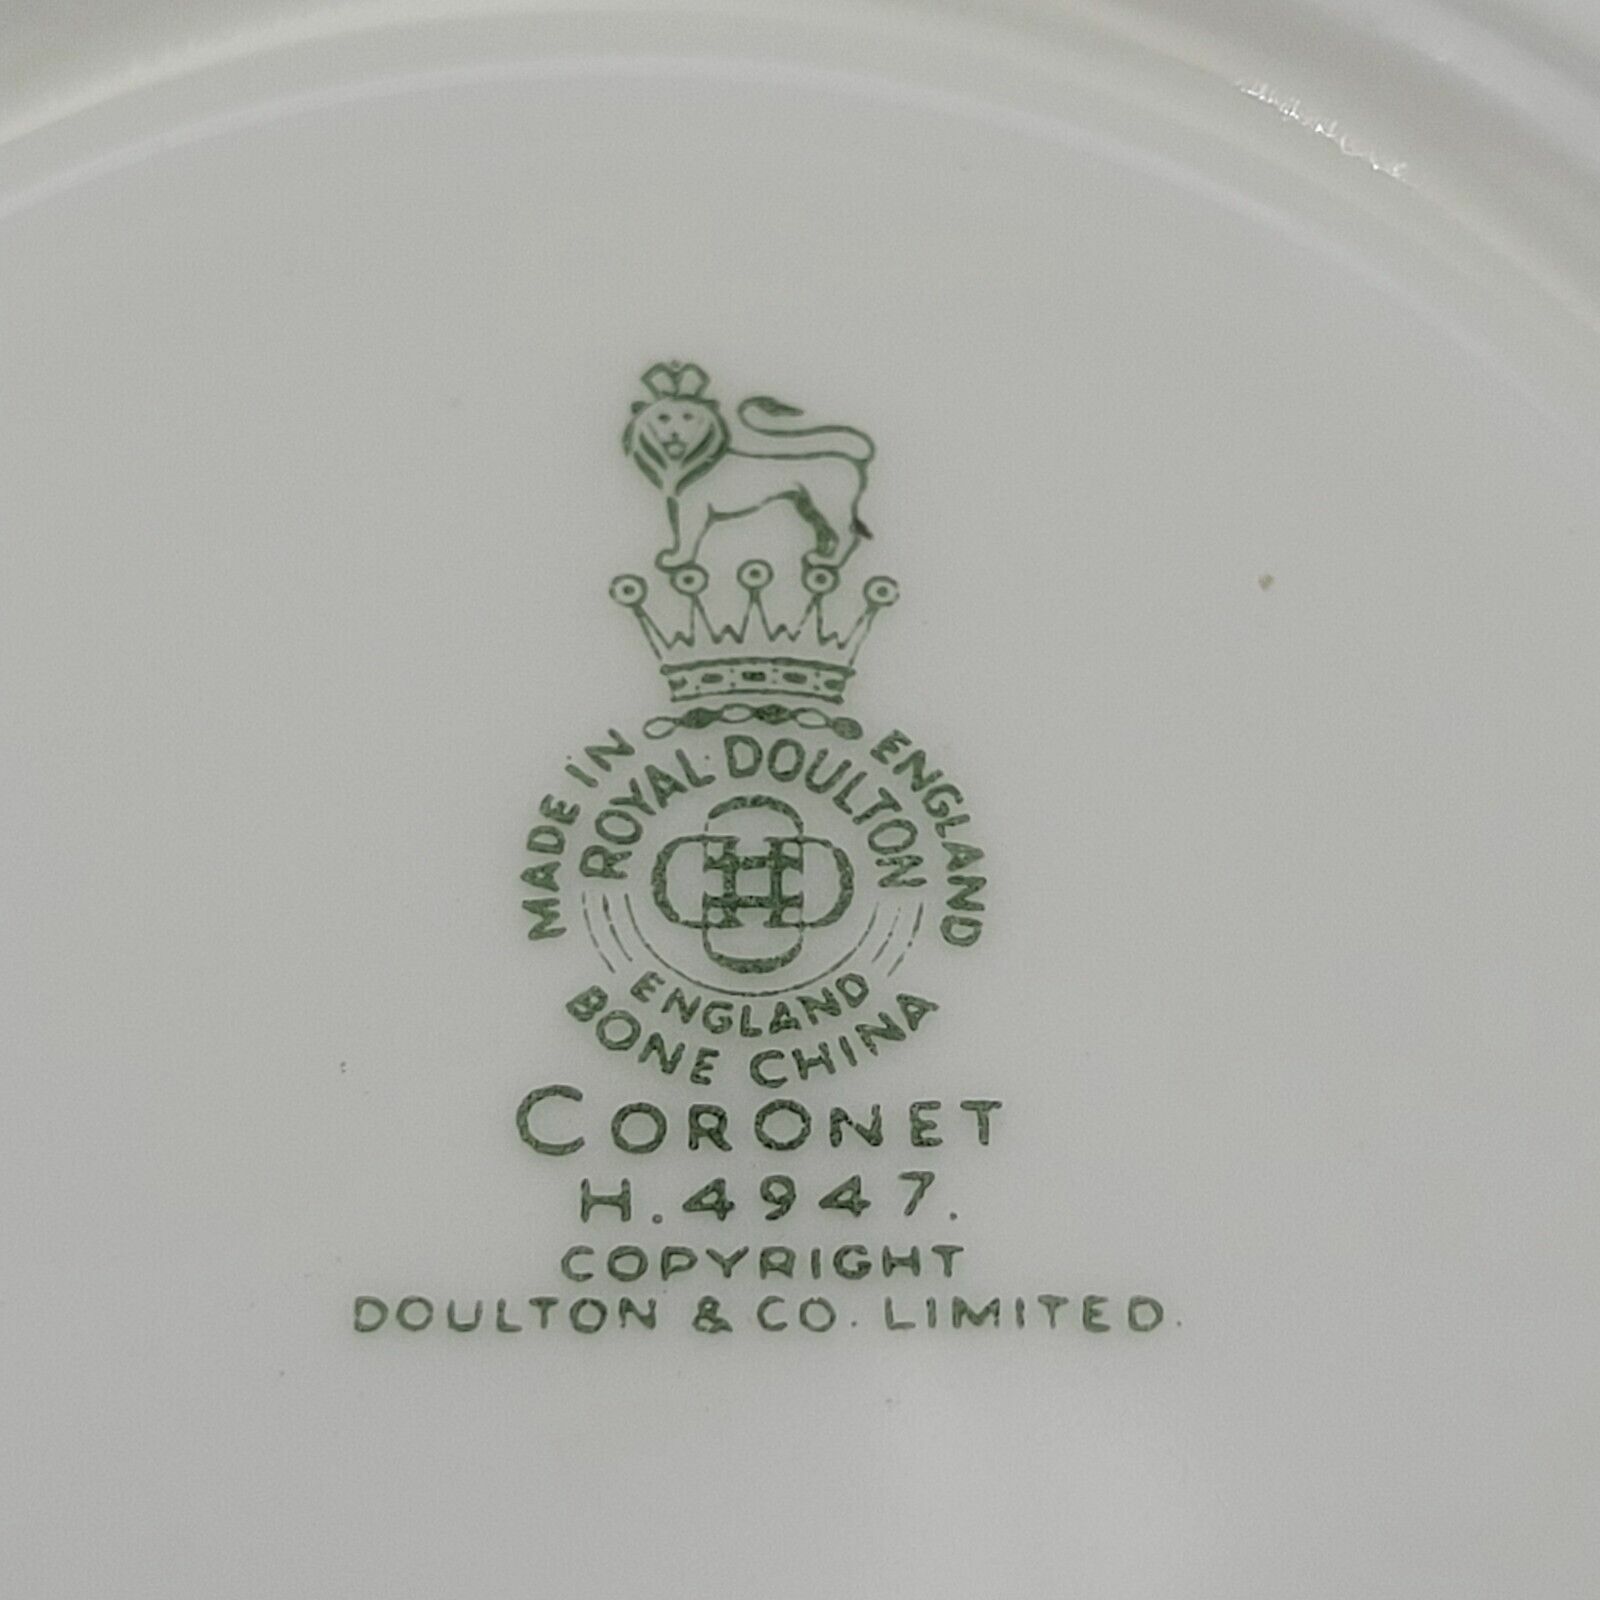 MADE IN ENGLAND
ROYAL DOULTON
ENGLAND
BONE CHINA
CORONET
H. 4947.
COPYRIGHT
DOULTON & CO. LIMITED.